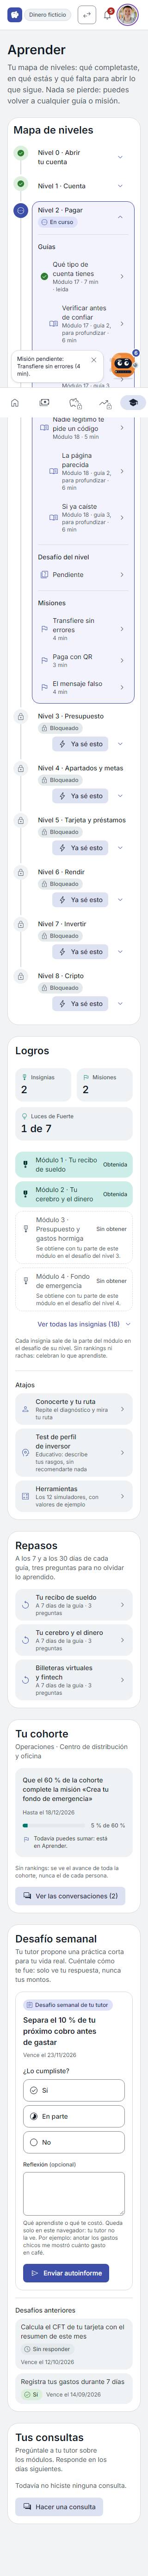 Dinero ficticio
5
Aprender
Tu mapa de niveles: qué completaste,
en qué estás y qué falta para abrir lo
que sigue. Siempre puedes
volver a cualquier guía o misión.
Mapa de niveles
Nivel 0 · Abrir
tu cuenta
Nivel 1 · Cuenta
Nivel 2 · Pagar
En curso
Guías
Qué tipo de
cuenta tienes
Módulo 17 · 7 min
· leída
Verificar antes
de confiar
Módulo 17 · guía 2,
para profundizar ·
6 min
Misión pendiente:
Transfiere sin errores (4
min).
6
Módulo 17 · guía 3,
Nadie legítimo te
pide un código
Módulo 18 · 5 min
La página
parecida
Módulo 18 · guía 2,
para profundizar ·
6 min
Si ya caíste
Módulo 18 · guía 3,
para profundizar ·
6 min
Desafío del nivel
Pendiente
Misiones
Transfiere sin
errores
4 min
Paga con QR
3 min
El mensaje falso
4 min
Nivel 3 · Presupuesto
Bloqueado
Ya sé esto
Nivel 4 · Apartados y metas
Bloqueado
Ya sé esto
Nivel 5 · Tarjeta y préstamos
Bloqueado
Ya sé esto
Nivel 6 · Rendir
Bloqueado
Ya sé esto
Nivel 7 · Invertir
Bloqueado
Ya sé esto
Nivel 8 · Cripto
Bloqueado
Ya sé esto
Logros
Insignias
2
Misiones
2
Luces de Fuerte
1 de 7
Módulo 1 · Tu recibo
de sueldo
Obtenida
Módulo 2 · Tu
cerebro y el dinero
Obtenida
Módulo 3 ·
Presupuesto y
gastos hormiga
Sin obtener
Se obtiene con tu parte de este
módulo en el desafío del nivel 3.
Módulo 4 · Fondo
de emergencia
Sin obtener
Se obtiene con tu parte de este
módulo en el desafío del nivel 4.
Ver todas las insignias (18)
Cada insignia sale de la parte del módulo en
el desafío de su nivel. Sin rankings ni
rachas: celebran lo que aprendiste.
Atajos
Conocerte y tu ruta
Repite el diagnóstico y mira
tu ruta
Test de perfil
de inversor
Educativo: describe
tus rasgos, sin
recomendarte nada
Herramientas
Los 12 simuladores, con
valores de ejemplo
Repasos
A los 7 y a los 30 días de cada
guía, tres preguntas para no olvidar
lo aprendido.
Tu recibo de sueldo
A 7 días de la guía · 3
preguntas
Tu cerebro y el dinero
A 7 días de la guía · 3
preguntas
Billeteras virtuales
y fintech
A 7 días de la guía · 3
preguntas
Tu cohorte
Operaciones · Centro de distribución
y oficina
Que el 60 % de la cohorte
complete la misión «Crea tu
fondo de emergencia»
Hasta el 18/12/2026
5 % de 60 %
Todavía puedes sumar: está
en Aprender.
Sin rankings: se ve el avance de toda la
cohorte, nunca el de cada persona.
Ver las conversaciones (2)
Desafío semanal
Tu tutor propone una práctica corta
para tu vida real. Cuéntale cómo
te fue: solo ve tu respuesta, nunca
tus montos.
Desafío semanal de tu tutor
Separa el 10 % de tu
próximo cobro antes
de gastar
Vence el 23/11/2026
¿Lo cumpliste?
Sí
En parte
No
Reflexión (opcional)
Qué aprendiste o qué te costó. Queda
solo en este navegador: tu tutor no
la ve. Por ejemplo: anotar los gastos
chicos me mostró cuánto gasto
en café.
Enviar autoinforme
Desafíos anteriores
Calcula el CFT de tu tarjeta con el
resumen de este mes
Sin responder
Vence el 12/10/2026
Registra tus gastos durante 7 días
Sí
Vence el 14/09/2026
Tus consultas
Pregúntale a tu tutor sobre
los módulos. Responde en los
días siguientes.
Todavía no hiciste ninguna consulta.
Hacer una consulta